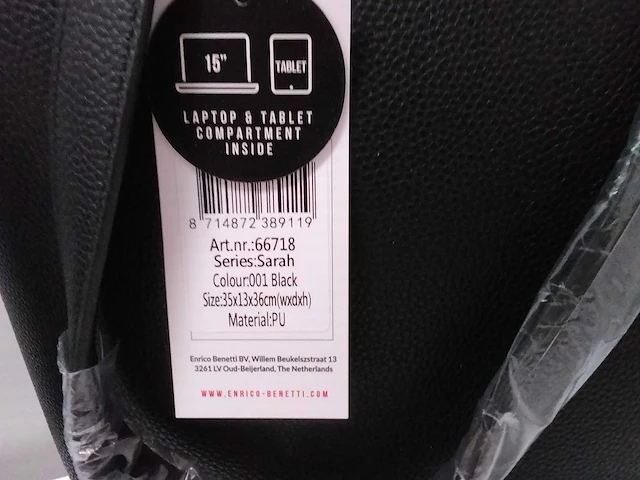 15"
TABLET
LAPTOP & TABLET
COMPARTMENT
INSIDE
8 714872 389119
Art.nr.:66718
Series:Sarah
Colour:001 Black
Size:35x13x36cm(wxdxh)
Material:PU
Enrico Benetti BV, Willem Beukelszstraat 13
3261 LV Oud-Beijerland, The Netherlands
WWW.ENRICO-BENETTI.COM